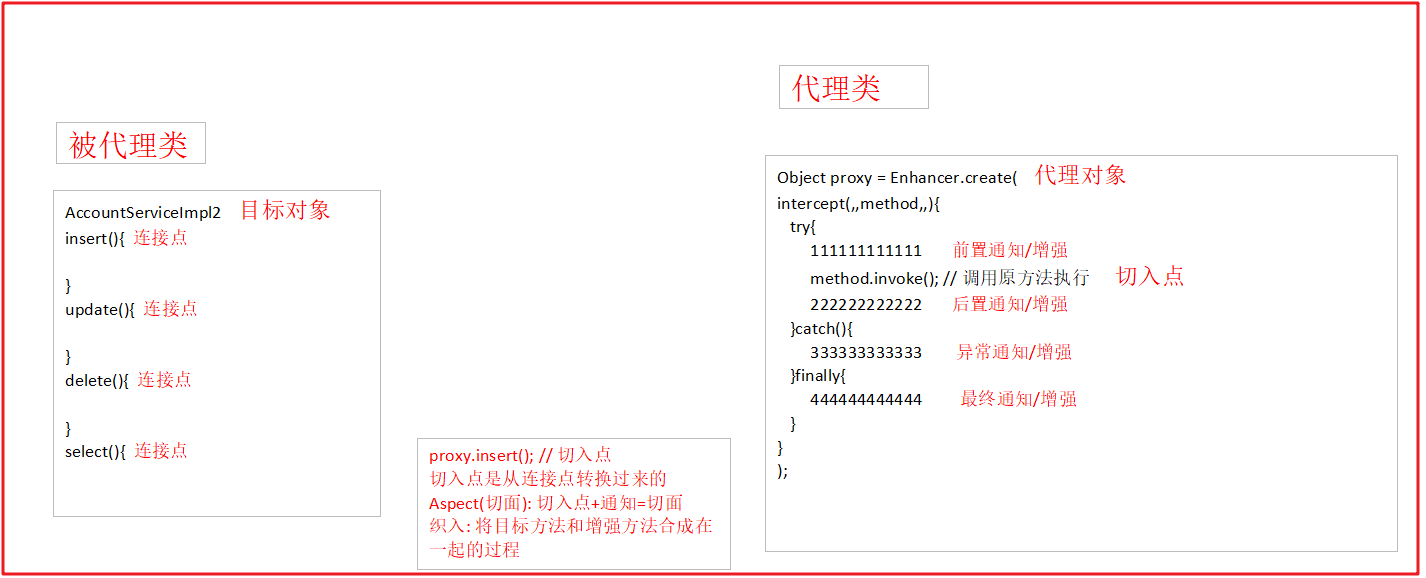 被代理类
AccountServiceImpl2 目标对象
insert(){ 连接点
}
update(){ 连接点
}
delete(){ 连接点
}
select(){ 连接点
proxy.insert(); // 切入点
切入点是从连接点转换过来的
Aspect(切面): 切入点+通知=切面
织入: 将目标方法和增强方法合成在
一起的过程
代理类
Object proxy = Enhancer.create( 代理对象
intercept(,,method,,){
try{
111111111111 前置通知/增强
method.invoke(); // 调用原方法执行 切入点
222222222222 后置通知/增强
}catch(){
333333333333 异常通知/增强
}finally{
444444444444 最终通知/增强
}
}
);